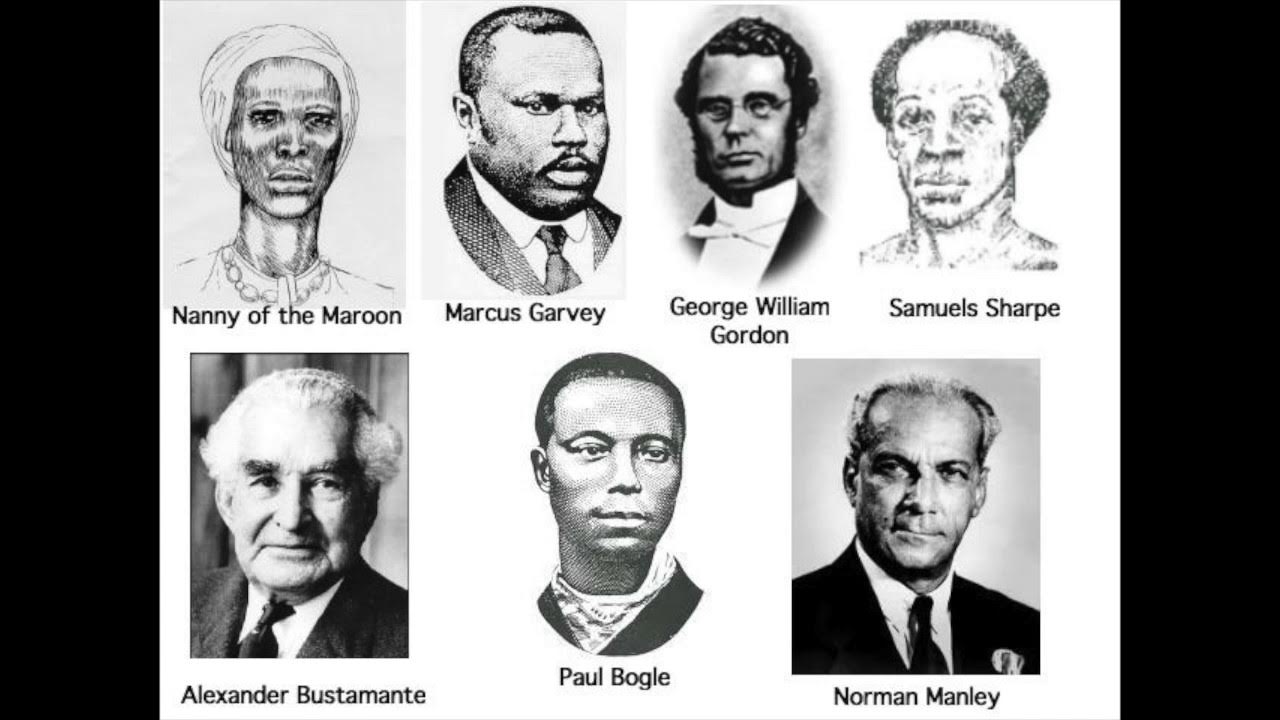 Nanny of the Maroon
Marcus Garvey
George William
Gordon
Samuels Sharpe
Alexander Bustamante
Paul Bogle
Norman Manley